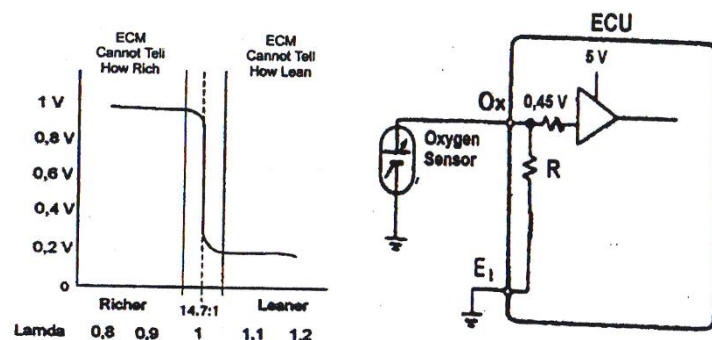 ECM
Cannot Tell
How Rich
ECM
Cannot Tell
How Lean
1 V
0,8 V
0,6 V
0,4 V
0,2 V
0
Richer
14.7:1
Leaner
Lamda 0,8 0,9 1 1,1 1,2
ECU
5 V
Ox
0,45 V
Oxygen
Sensor
R
E1